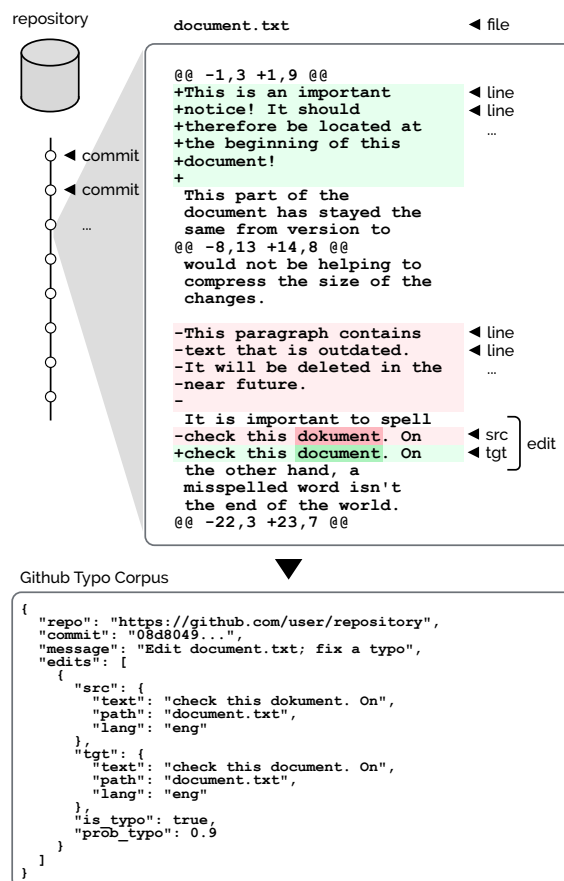 repository
document.txt ◀ file
@@ -1,3 +1,9 @@
+This is an important ◀ line
+notice! It should ◀ line
+therefore be located at ...
+the beginning of this
+document!
+
◀ commit
◀ commit
...
This part of the
document has stayed the
same from version to
@@ -8,13 +14,8 @@
would not be helping to
compress the size of the
changes.
-This paragraph contains ◀ line
-text that is outdated. ◀ line
-It will be deleted in the ...
-near future.
-
It is important to spell
-check this dokument. On ◀ src
+check this document. On ◀ tgt
edit
the other hand, a
misspelled word isn't
the end of the world.
@@ -22,3 +23,7 @@
Github Typo Corpus
{
"repo": "https://github.com/user/repository",
"commit": "08d8049...",
"message": "Edit document.txt; fix a typo",
"edits": [
{
"src": {
"text": "check this dokument. On",
"path": "document.txt",
"lang": "eng"
},
"tgt": {
"text": "check this document. On",
"path": "document.txt",
"lang": "eng"
},
"is_typo": true,
"prob_typo": 0.9
}
]
}